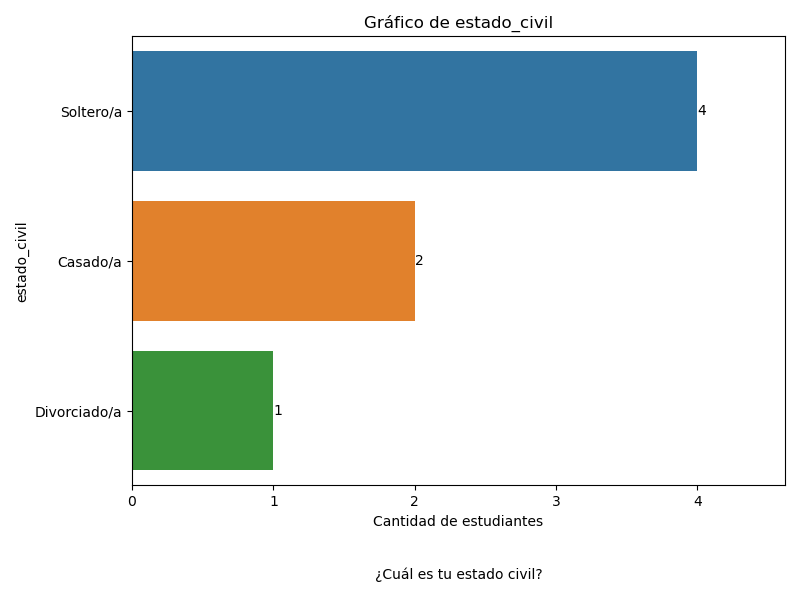 Gráfico de estado_civil
estado_civil
Soltero/a
4
Casado/a
2
Divorciado/a
1
0 1 2 3 4
Cantidad de estudiantes
¿Cuál es tu estado civil?